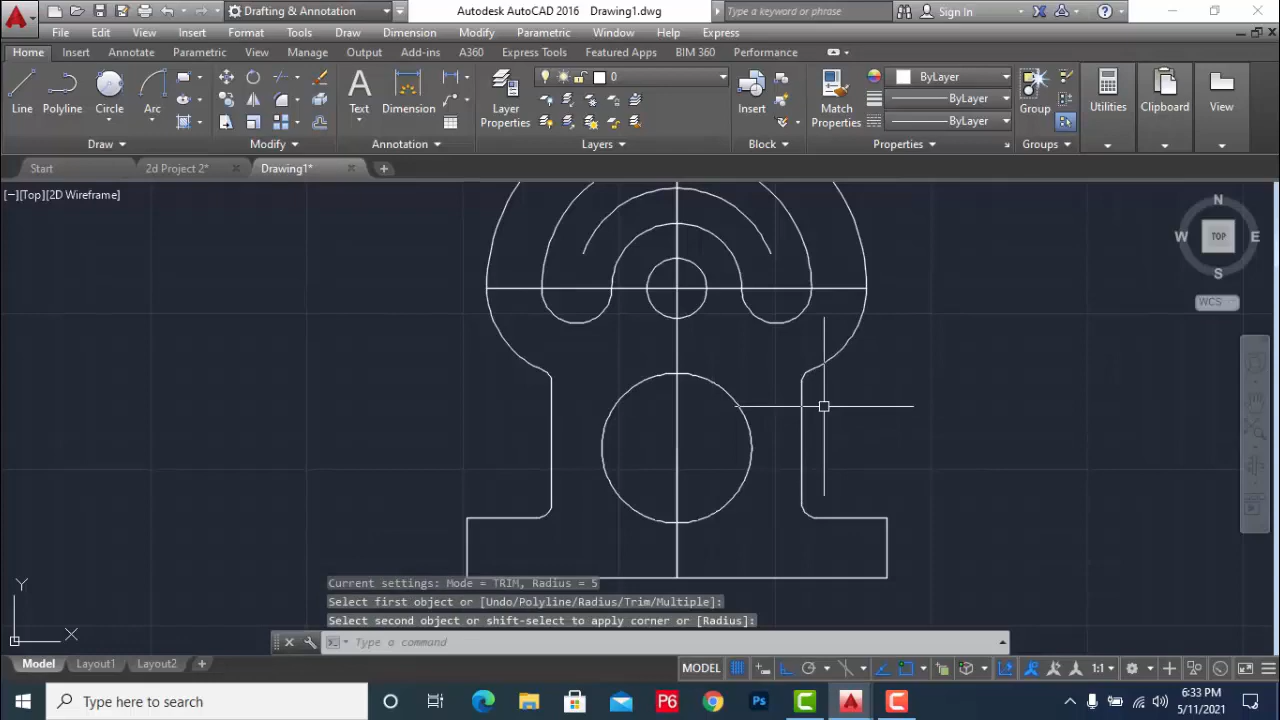 Drafting & Annotation
Autodesk AutoCAD 2016 Drawing1.dwg
Type a keyword or phrase
Sign In
File Edit View Insert Format Tools Draw Dimension Modify Parametric Window Help Express
Home Insert Annotate Parametric View Manage Output Add-ins A360 Express Tools Featured Apps BIM 360 Performance
Line Polyline Circle Arc
Text Dimension
Layer Properties
0
Insert
Match Properties
ByLayer
ByLayer
ByLayer
Group
Utilities
Clipboard
View
Draw Modify Annotation Layers Block Properties Groups
Start 2d Project 2* Drawing1*
[−][Top][2D Wireframe]
N
W TOP E
S
WCS
Y
X
Current settings: Mode = TRIM, Radius = 5
Select first object or [Undo/Polyline/Radius/Trim/Multiple]:
Select second object or shift-select to apply corner or [Radius]:
Type a command
Model Layout1 Layout2
MODEL
1:1
Type here to search
P6
Ps
6:33 PM
5/11/2021